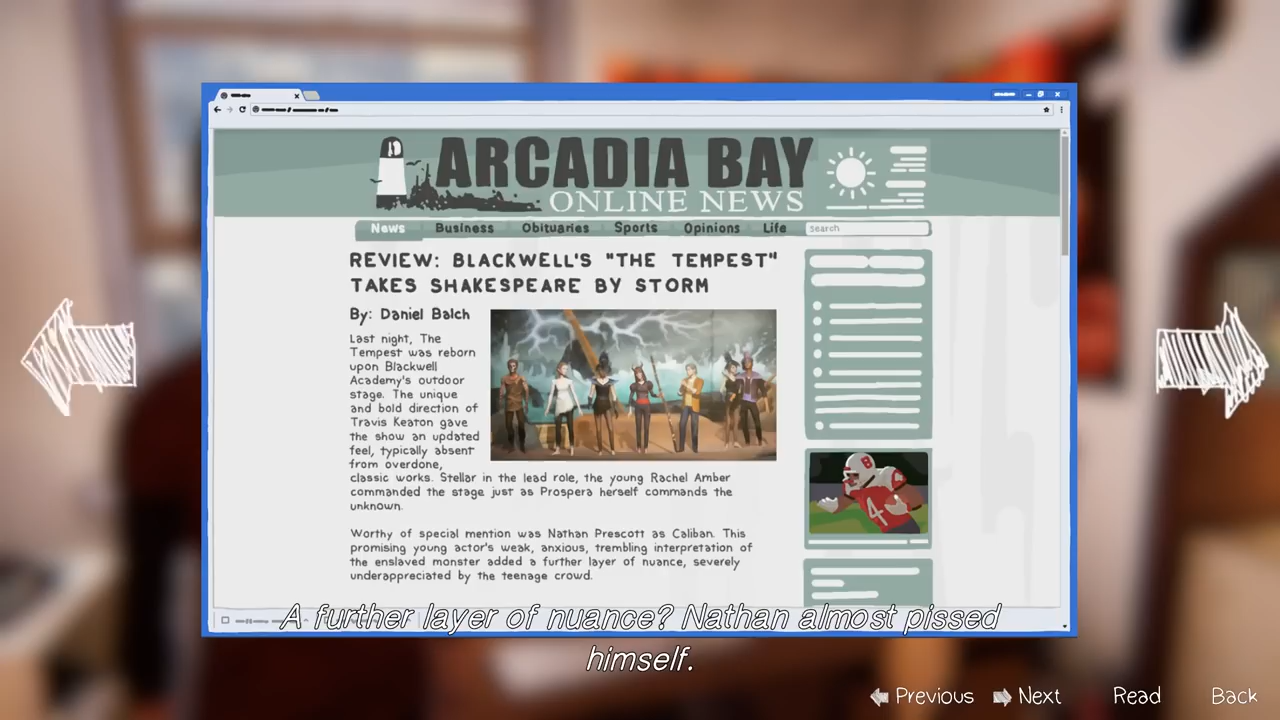 ARCADIA BAY
ONLINE NEWS
News Business Obituaries Sports Opinions Life search
REVIEW: BLACKWELL'S "THE TEMPEST"
TAKES SHAKESPEARE BY STORM
By: Daniel Balch
Last night, The
Tempest was reborn
upon Blackwell
Academy's outdoor
stage. The unique
and bold direction of
Travis Keaton gave
the show an updated
feel, typically absent
from overdone,
classic works. Stellar in the lead role, the young Rachel Amber
commanded the stage just as Prospera herself commands the
unknown.
Worthy of special mention was Nathan Prescott as Caliban. This
promising young actor's weak, anxious, trembling interpretation of
the enslaved monster added a further layer of nuance, severely
underappreciated by the teenage crowd.
8
4
A further layer of nuance? Nathan almost pissed
himself.
Previous Next Read Back